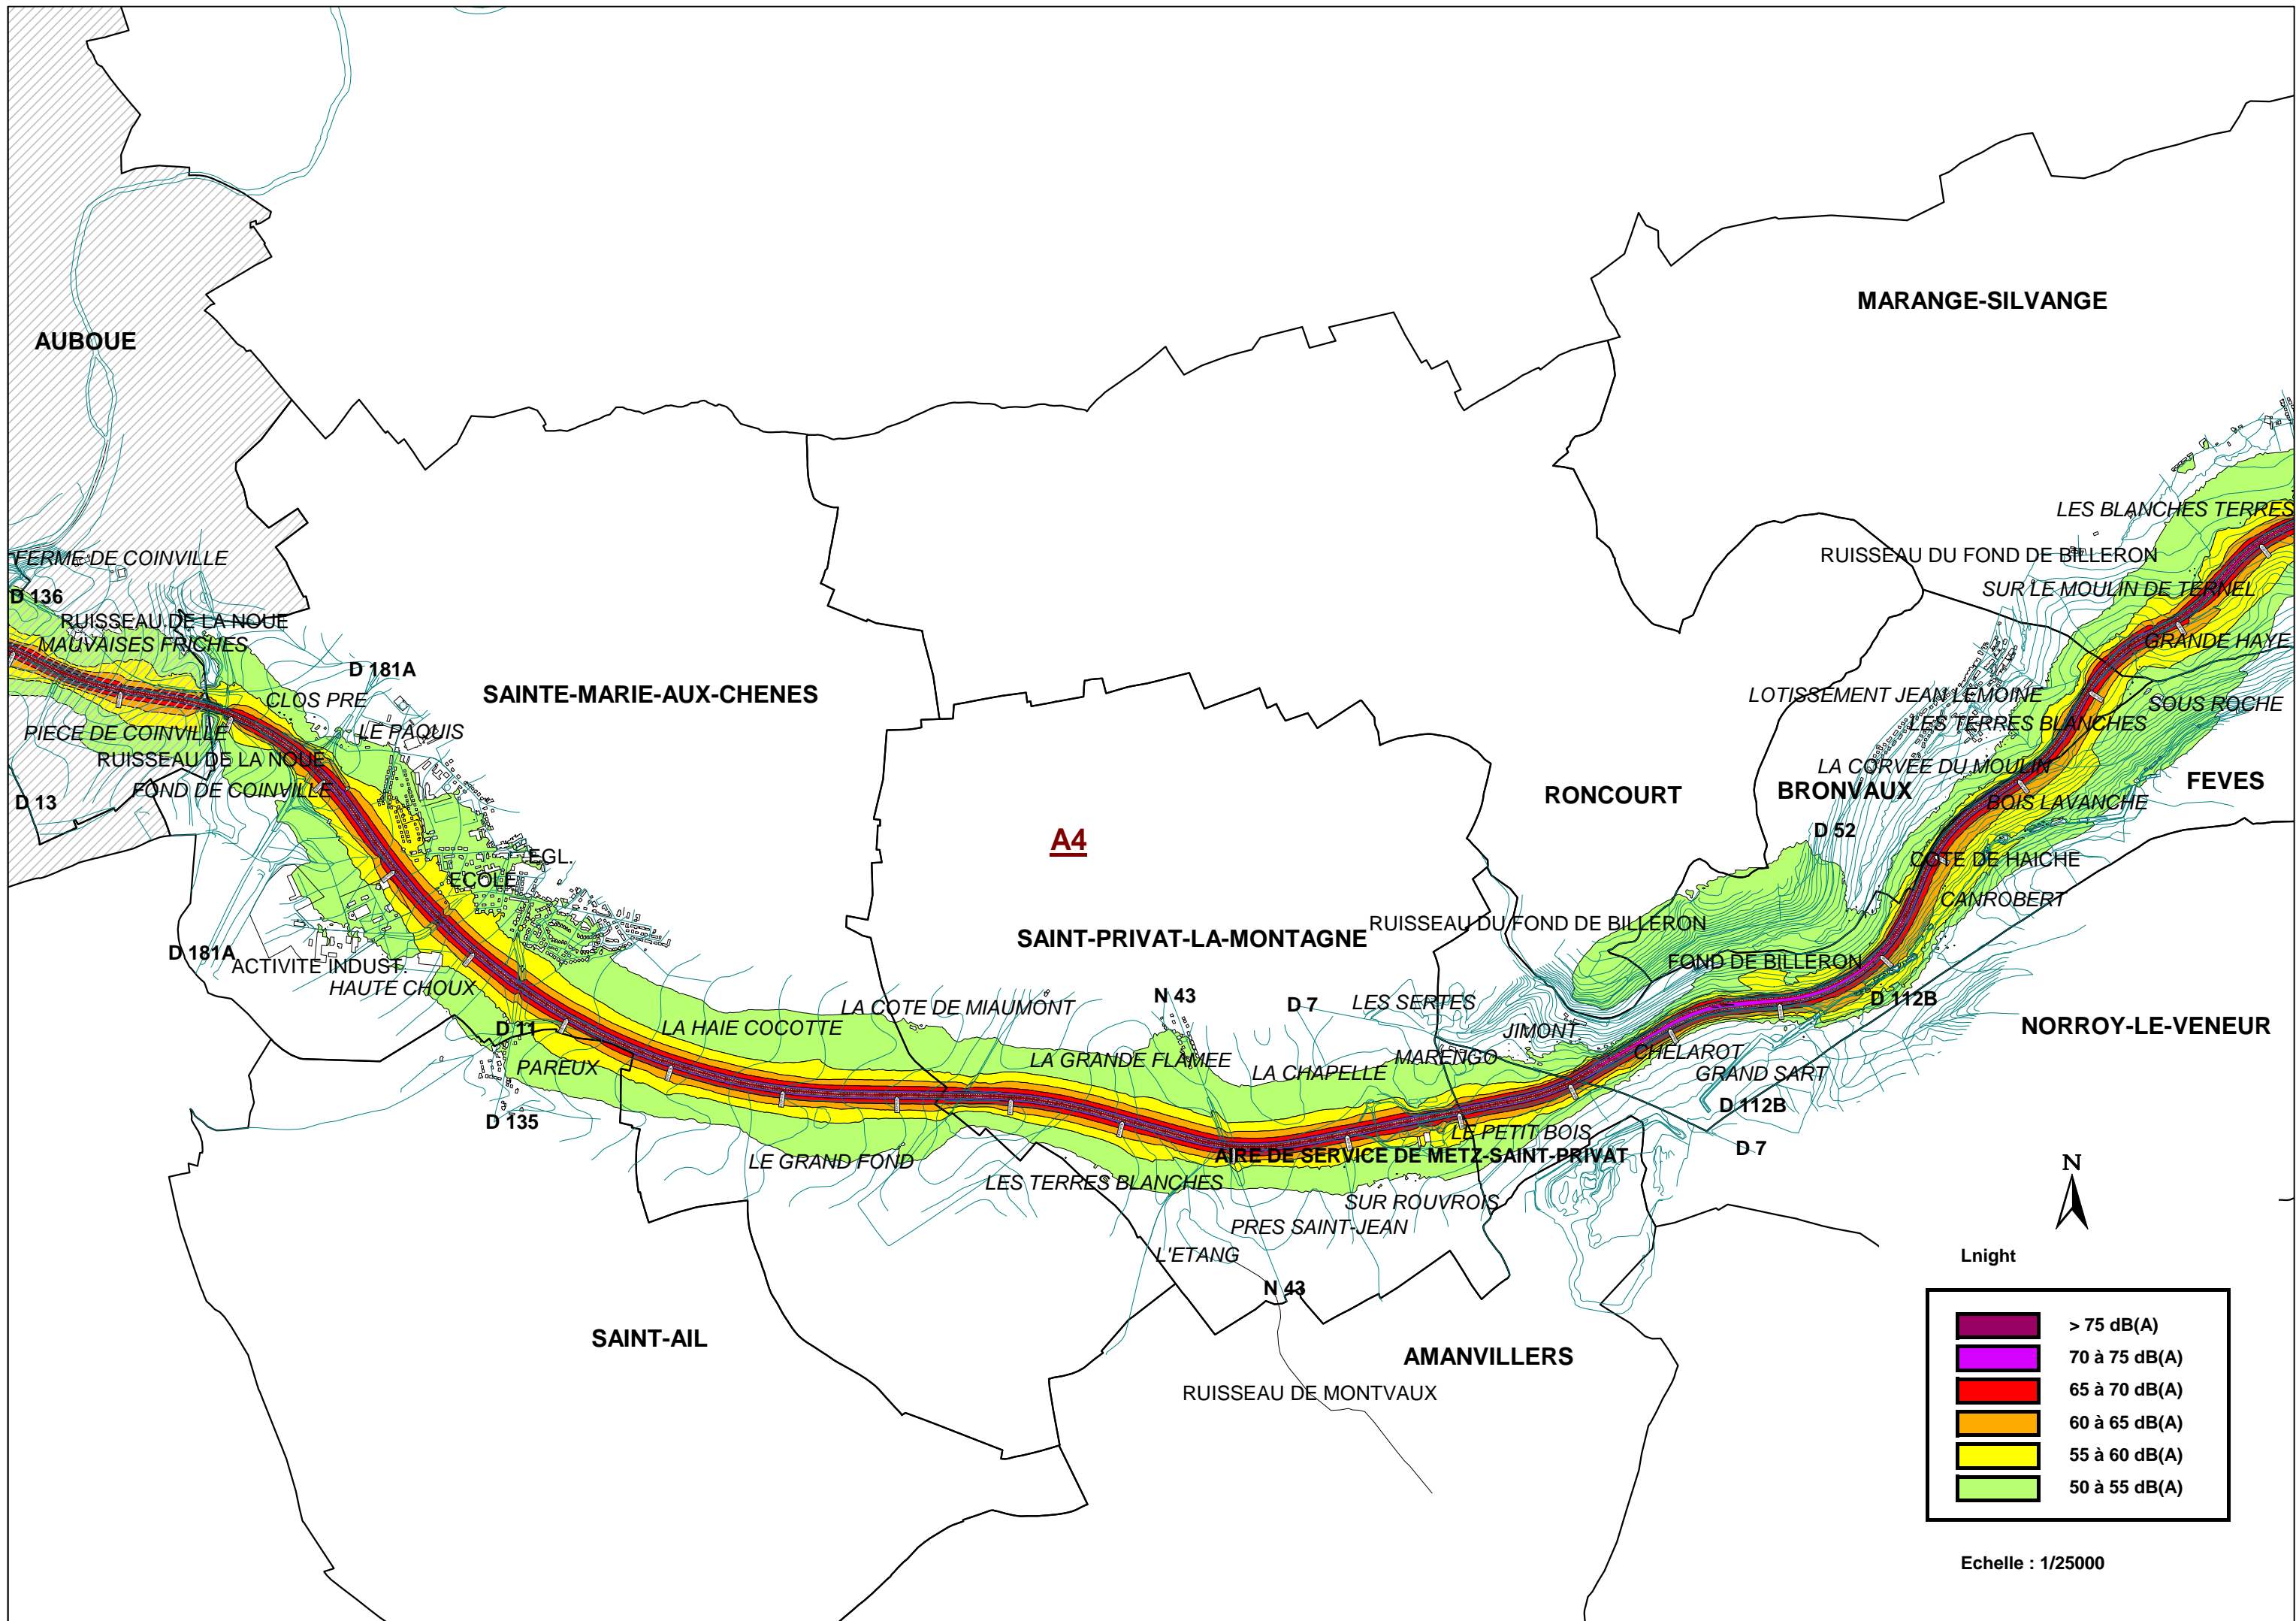 MARANGE-SILVANGE
AUBOUE
LES BLANCHES TERRES
FERME DE COINVILLE
RUISSEAU DU FOND DE BILLERON
SUR LE MOULIN DE TERNEL
D 136
RUISSEAU DE LA NOUE
MAUVAISES FRICHES
GRANDE HAYE
D 181A
SAINTE-MARIE-AUX-CHENES
CLOS PRE
LOTISSEMENT JEAN LEMOINE
SOUS ROCHE
LES TERRES BLANCHES
PIECE DE COINVILLE
LE PAQUIS
RUISSEAU DE LA NOUE
LA CORVEE DU MOULIN
FOND DE COINVILLE
RONCOURT
BRONVAUX
FEVES
D 13
BOIS LAVANCHE
D 52
A4
EGL.
COTE DE HAICHE
ECOLE
CANROBERT
RUISSEAU DU FOND DE BILLERON
SAINT-PRIVAT-LA-MONTAGNE
D 181A
ACTIVITE INDUST.
FOND DE BILLERON
HAUTE CHOUX
N 43
D 7
LES SERTES
D 112B
LA COTE DE MIAUMONT
D 11
LA HAIE COCOTTE
JIMONT
NORROY-LE-VENEUR
PAREUX
LA GRANDE FLAMEE
LA CHAPELLE
MARENGO
CHELAROT
GRAND SART
D 135
D 112B
LE PETIT BOIS
AIRE DE SERVICE DE METZ-SAINT-PRIVAT
D 7
LE GRAND FOND
LES TERRES BLANCHES
SUR ROUVROIS
PRES SAINT-JEAN
L'ETANG
N 43
N
SAINT-AIL
AMANVILLERS
RUISSEAU DE MONTVAUX
Lnight
> 75 dB(A)
70 à 75 dB(A)
65 à 70 dB(A)
60 à 65 dB(A)
55 à 60 dB(A)
50 à 55 dB(A)
Echelle : 1/25000